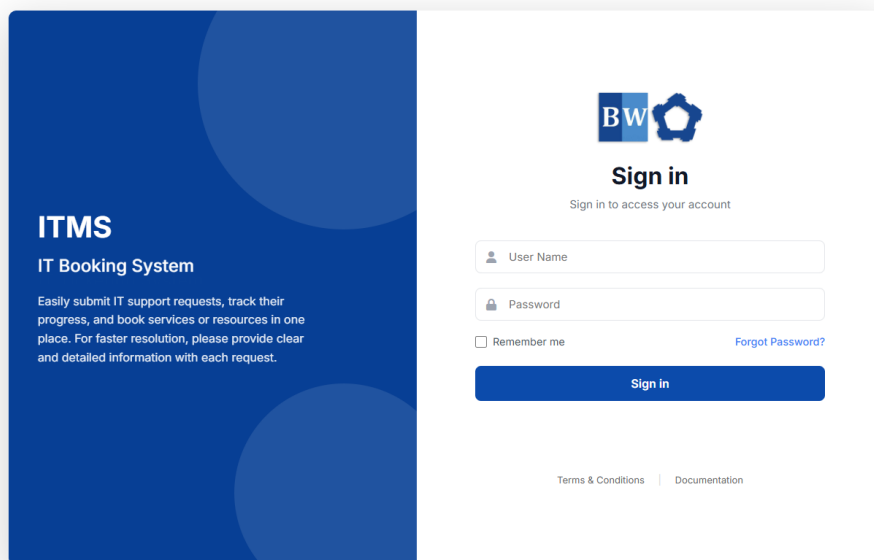 ITMS
IT Booking System
Easily submit IT support requests, track their
progress, and book services or resources in one
place. For faster resolution, please provide clear
and detailed information with each request.
BW
Sign in
Sign in to access your account
User Name
Password
Remember me
Forgot Password?
Sign in
Terms & Conditions
Documentation